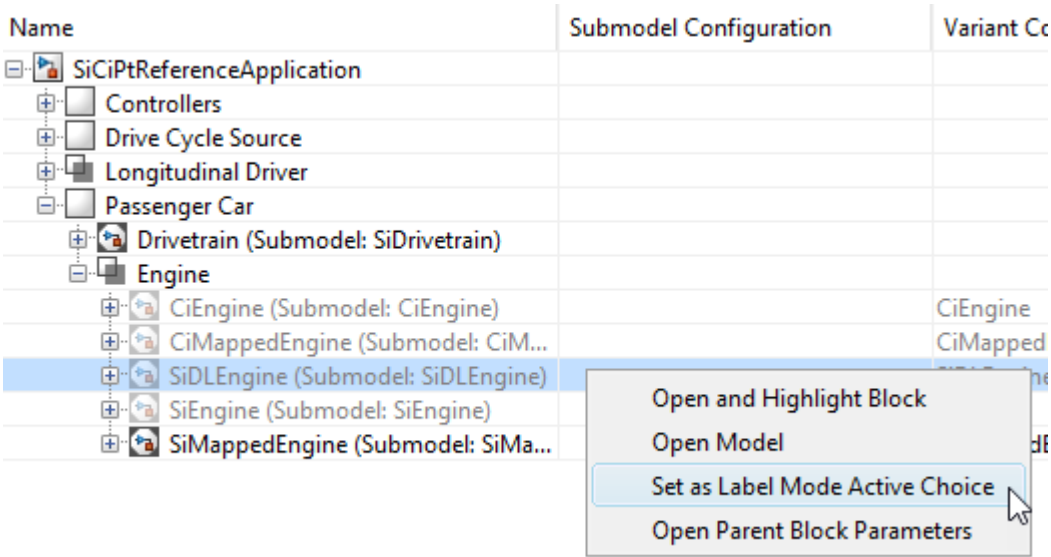 Name Submodel Configuration Variant Co
SiCiPtReferenceApplication
Controllers
Drive Cycle Source
Longitudinal Driver
Passenger Car
Drivetrain (Submodel: SiDrivetrain)
Engine
CiEngine (Submodel: CiEngine) CiEngine
CiMappedEngine (Submodel: CiM... CiMapped
SiDLEngine (Submodel: SiDLEngine)
Open and Highlight Block
SiEngine (Submodel: SiEngine)
Open Model
SiMappedEngine (Submodel: SiMa...
Set as Label Mode Active Choice
Open Parent Block Parameters